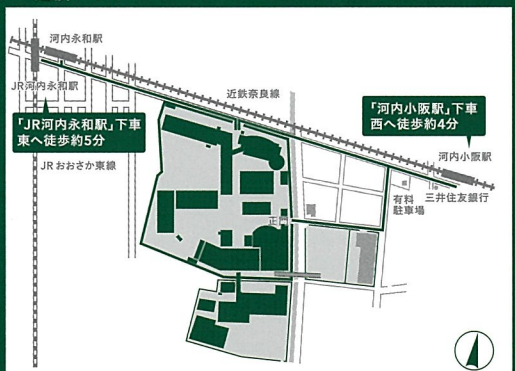 河内永和駅
JR河内永和駅
近鉄奈良線
「JR河内永和駅」下車
東へ徒歩約5分
JRおおさか東線
「河内小阪駅」下車
西へ徒歩約4分
河内小阪駅
三井住友銀行
有料
駐車場
正門